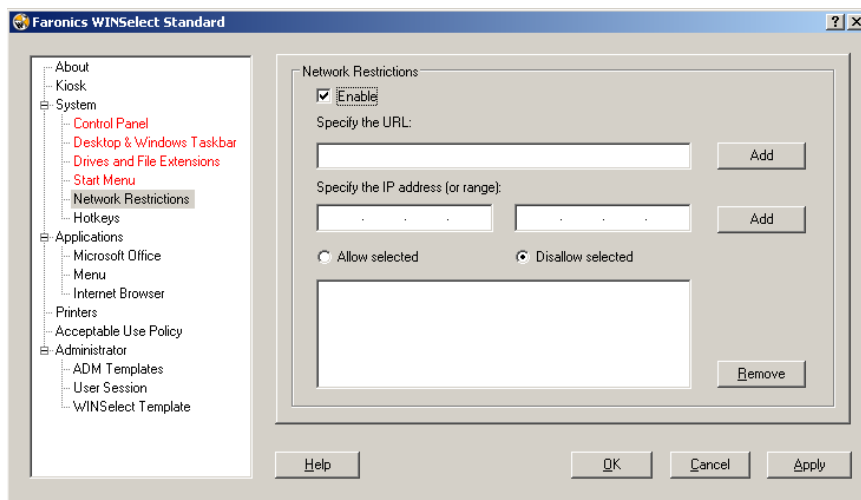 Faronics WINSelect Standard
About
Kiosk
System
Control Panel
Desktop & Windows Taskbar
Drives and File Extensions
Start Menu
Network Restrictions
Hotkeys
Applications
Microsoft Office
Menu
Internet Browser
Printers
Acceptable Use Policy
Administrator
ADM Templates
User Session
WINSelect Template
Network Restrictions
Enable
Specify the URL:
Add
Specify the IP address (or range):
Add
Allow selected
Disallow selected
Remove
Help
OK
Cancel
Apply